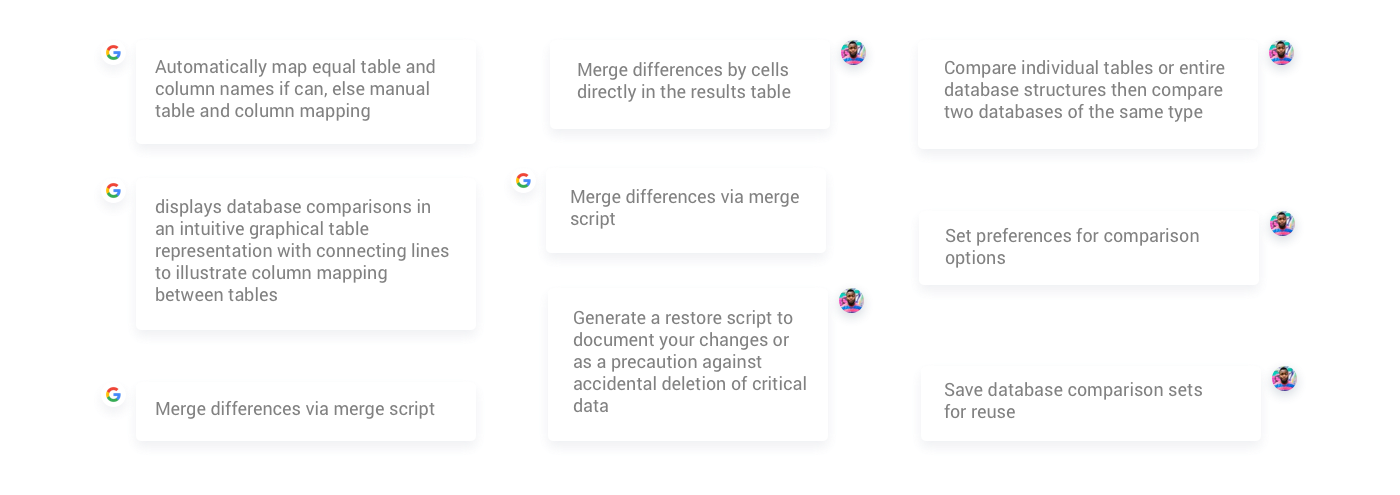 Automatically map equal table and
column names if can, else manual
table and column mapping
displays database comparisons in
an intuitive graphical table
representation with connecting lines
to illustrate column mapping
between tables
Merge differences via merge script
Merge differences by cells
directly in the results table
Merge differences via merge
script
Generate a restore script to
document your changes or
as a precaution against
accidental deletion of critical
data
Compare individual tables or entire
database structures then compare
two databases of the same type
Set preferences for comparison
options
Save database comparison sets
for reuse